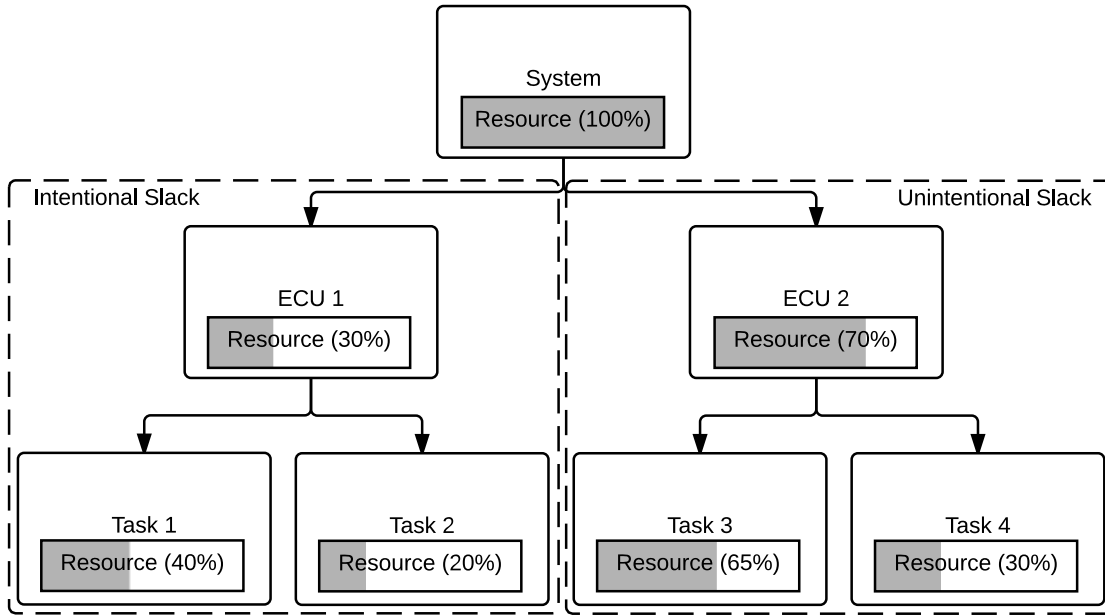 System
Resource (100%)
Intentional Slack
Unintentional Slack
ECU 1
Resource (30%)
ECU 2
Resource (70%)
Task 1
Resource (40%)
Task 2
Resource (20%)
Task 3
Resource (65%)
Task 4
Resource (30%)